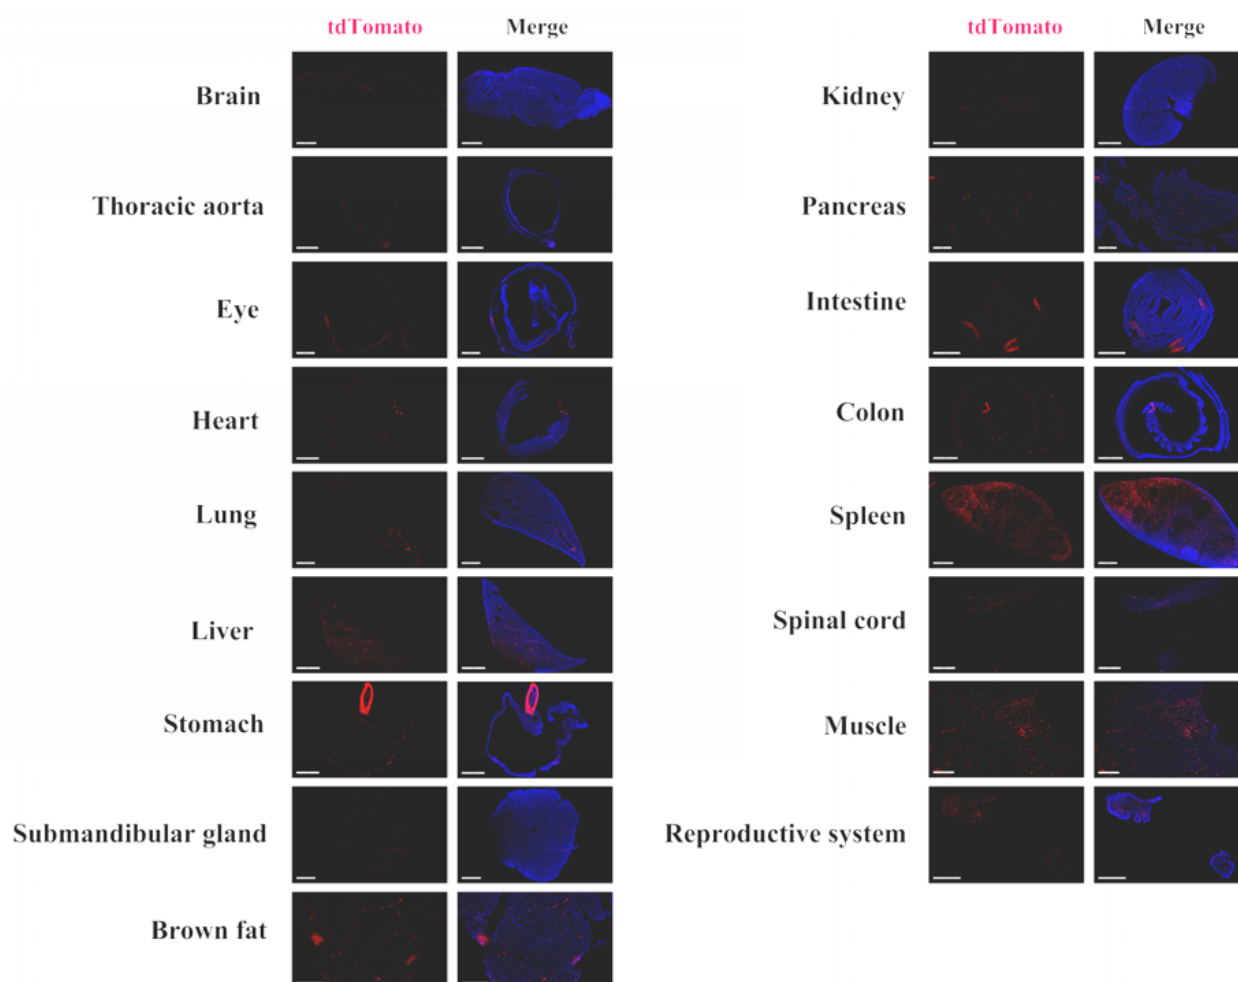 tdTomato Merge
Brain
Thoracic aorta
Eye
Heart
Lung
Liver
Stomach
Submandibular gland
Brown fat
tdTomato Merge
Kidney
Pancreas
Intestine
Colon
Spleen
Spinal cord
Muscle
Reproductive system